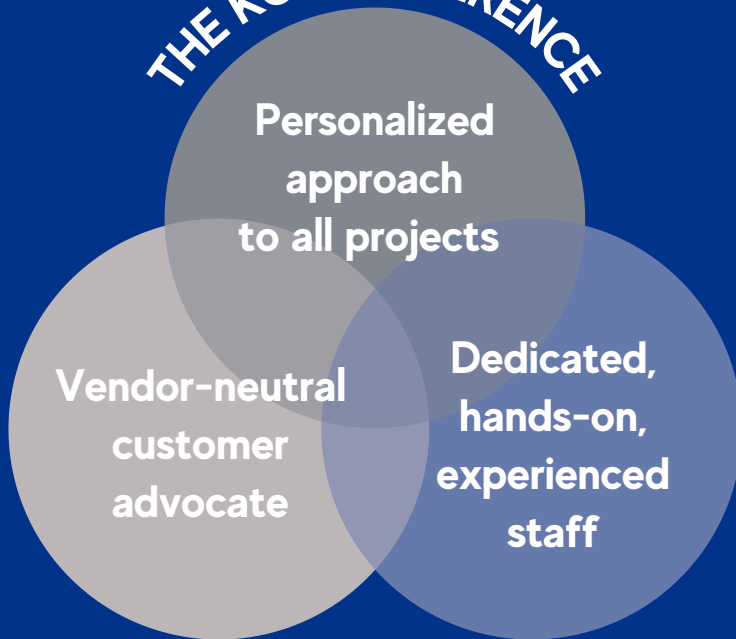 THE
Personalized
approach
to all projects
Vendor-neutral
customer
advocate
Dedicated,
hands-on,
experienced
staff